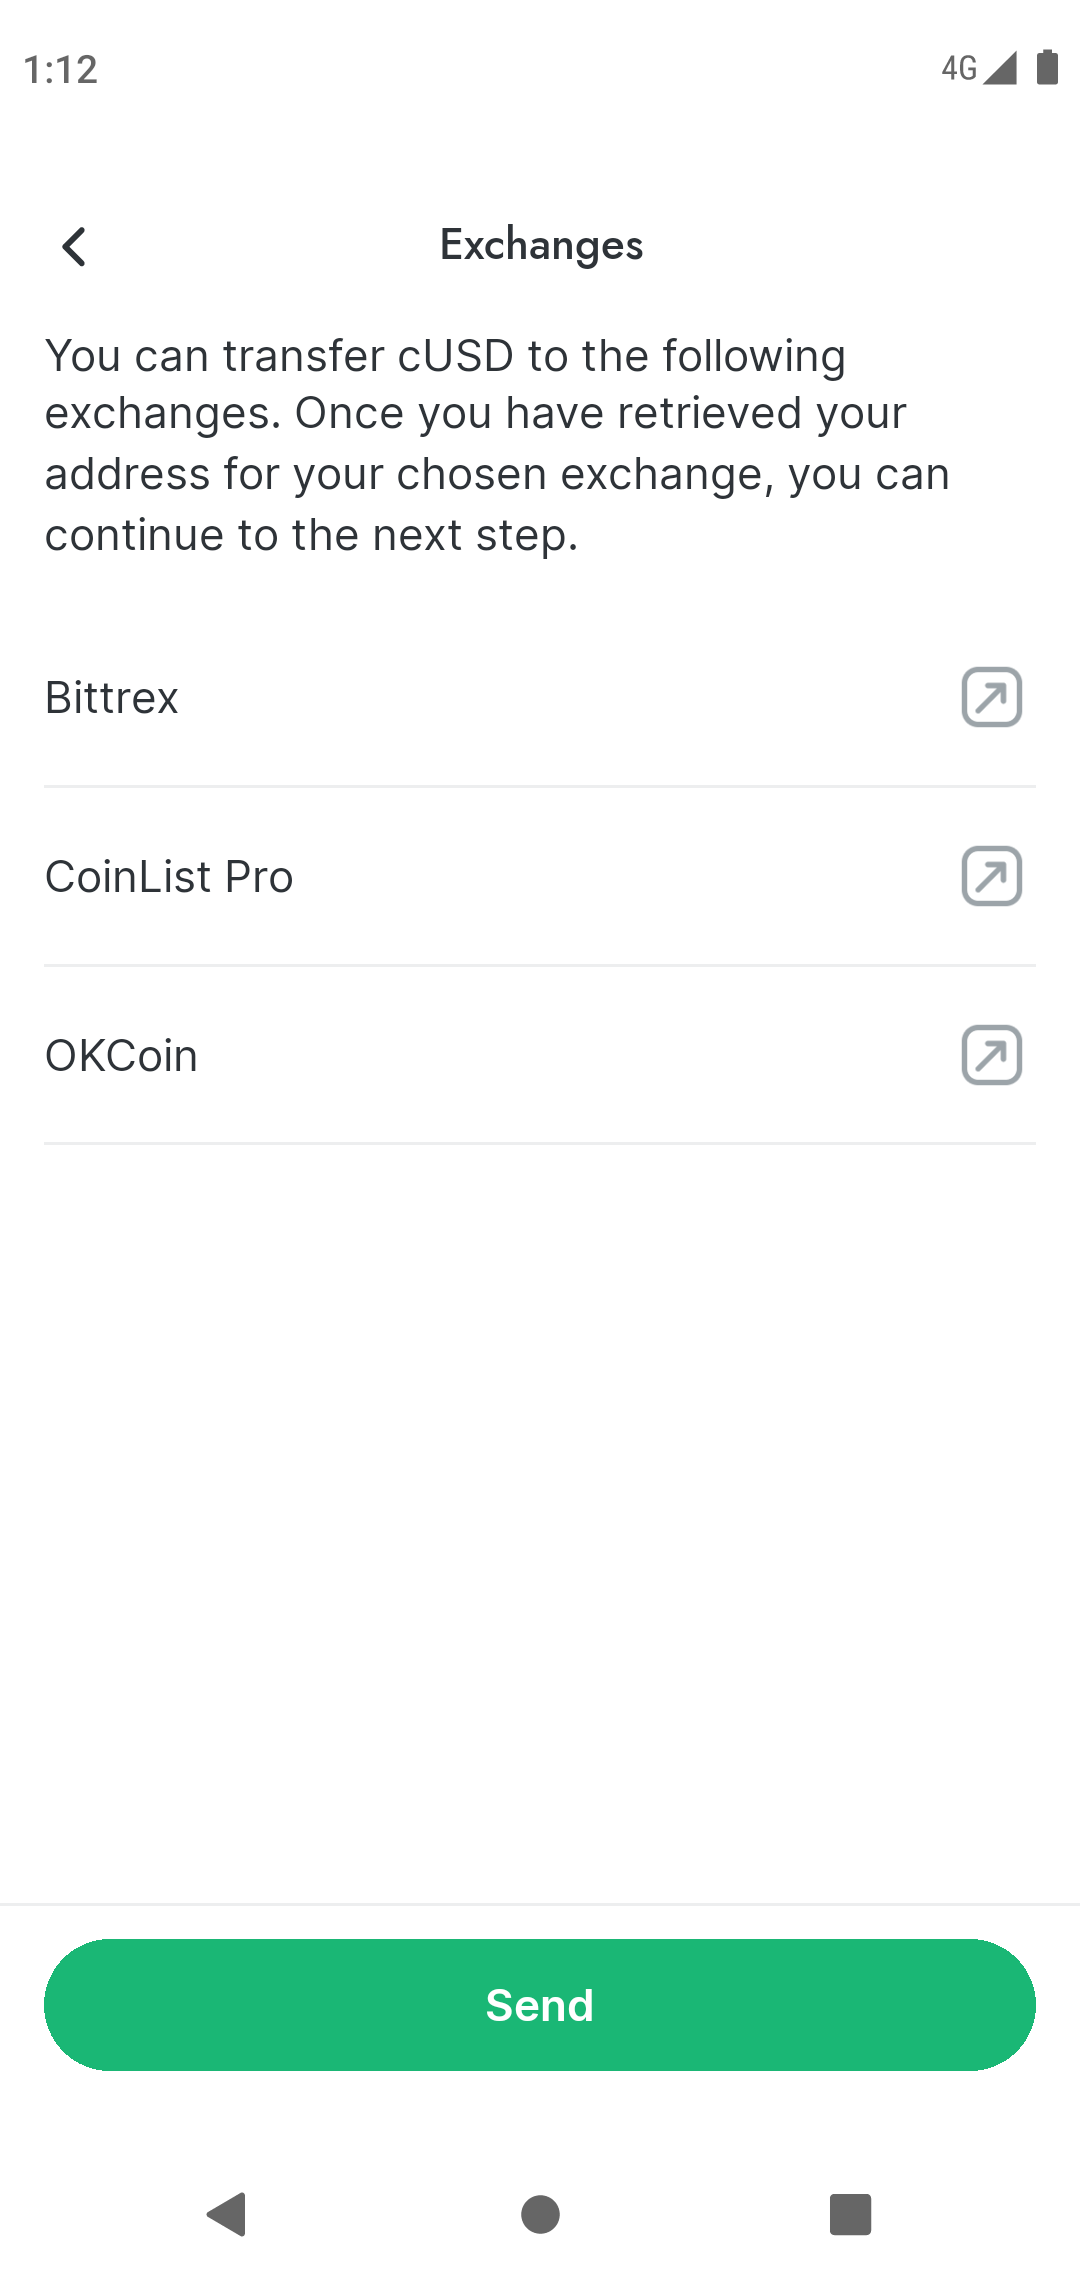 1:12
4G
Exchanges
You can transfer cUSD to the following
exchanges. Once you have retrieved your
address for your chosen exchange, you can
continue to the next step.
Bittrex
CoinList Pro
OKCoin
Send